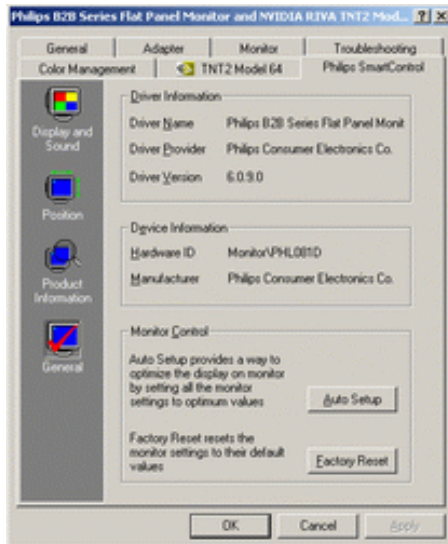 Philips B2B Series Flat Panel Monitor and NVIDIA RIVA TNT2 Mod... ? X
General Adapter Monitor Troubleshooting
Color Management TNT2 Model 64 Philips SmartControl
Display and
Sound
Position
Product
Information
General
Driver Information
Driver Name Philips B2B Series Flat Panel Monit
Driver Provider Philips Consumer Electronics Co.
Driver Version 6.0.9.0
Device Information
Hardware ID Monitor\PHL081D
Manufacturer Philips Consumer Electronics Co.
Monitor Control
Auto Setup provides a way to
optimize the display on monitor
by setting all the monitor
settings to optimum values
Auto Setup
Factory Reset resets the
monitor settings to their default
values
Factory Reset
OK Cancel Apply